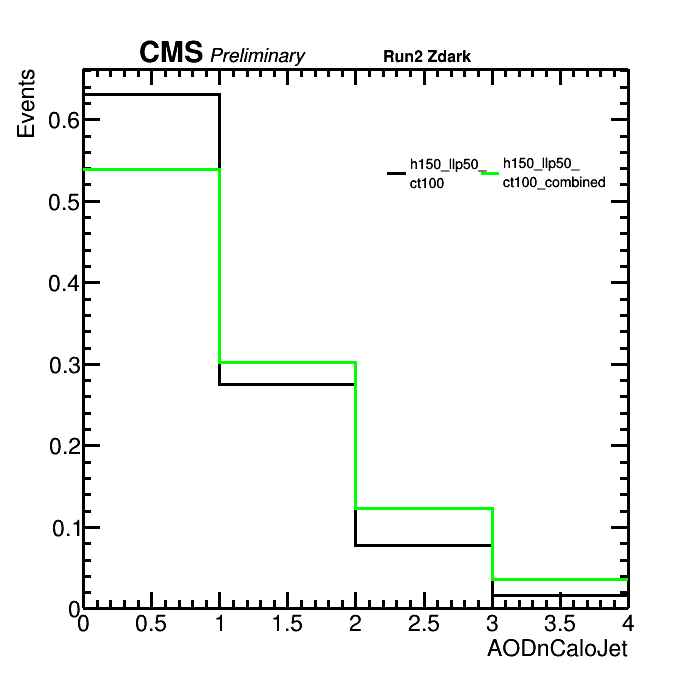 CMS Preliminary Run2 Zdark
Events
h150_llp50_
ct100
h150_llp50_
ct100_combined
0.6
0.5
0.4
0.3
0.2
0.1
0
0 0.5 1 1.5 2 2.5 3 3.5 4
AODnCaloJet